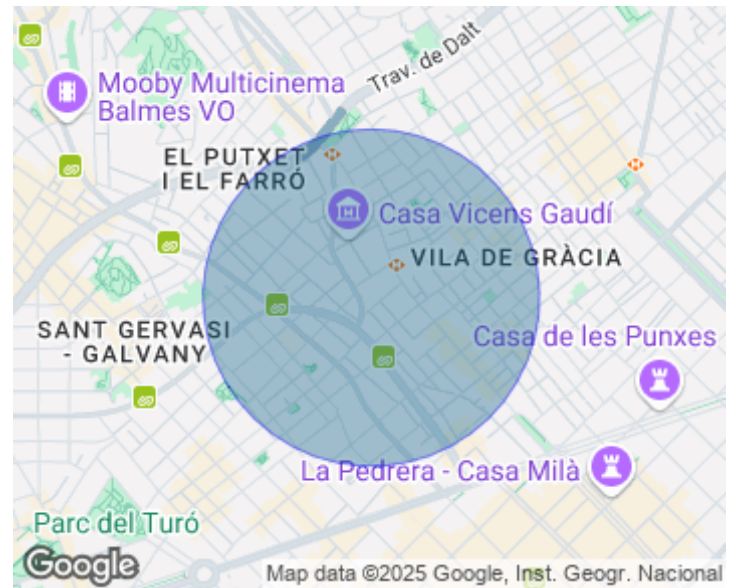 Trav. de Dalt
Mooby Multicinema
Balmes VO
EL PUTXET
I EL FARRÓ
Casa Vicens Gaudí
VILA DE GRÀCIA
SANT GERVASI
- GALVANY
Casa de les Punxes
La Pedrera - Casa Milà
Parc del Turó
Google
Map data ©2025 Google, Inst. Geogr. Nacional